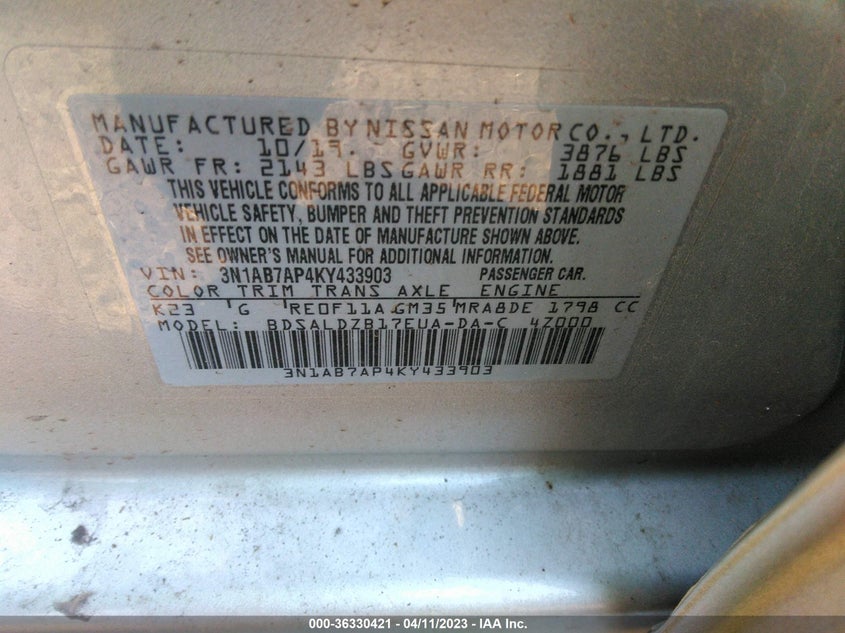 MANUFACTURED BY NISSAN MOTOR CO., LTD.
DATE: 10/19. GVWR: 3876 LBS
GAWR FR: 2143 LBS GAWR RR: 1881 LBS
THIS VEHICLE CONFORMS TO ALL APPLICABLE FEDERAL MOTOR
VEHICLE SAFETY, BUMPER AND THEFT PREVENTION STANDARDS
IN EFFECT ON THE DATE OF MANUFACTURE SHOWN ABOVE.
SEE OWNER'S MANUAL FOR ADDITIONAL INFORMATION.
VIN: 3N1AB7AP4KY433903 PASSENGER CAR.
COLOR TRIM TRANS AXLE ENGINE
K23 G RE0F11A GM35 MRA8DE 1798 CC
MODEL: BDSALDZB17EUA-DA-C 4Z000
3N1AB7AP4KY433903
000-36330421 - 04/11/2023 - IAA Inc.